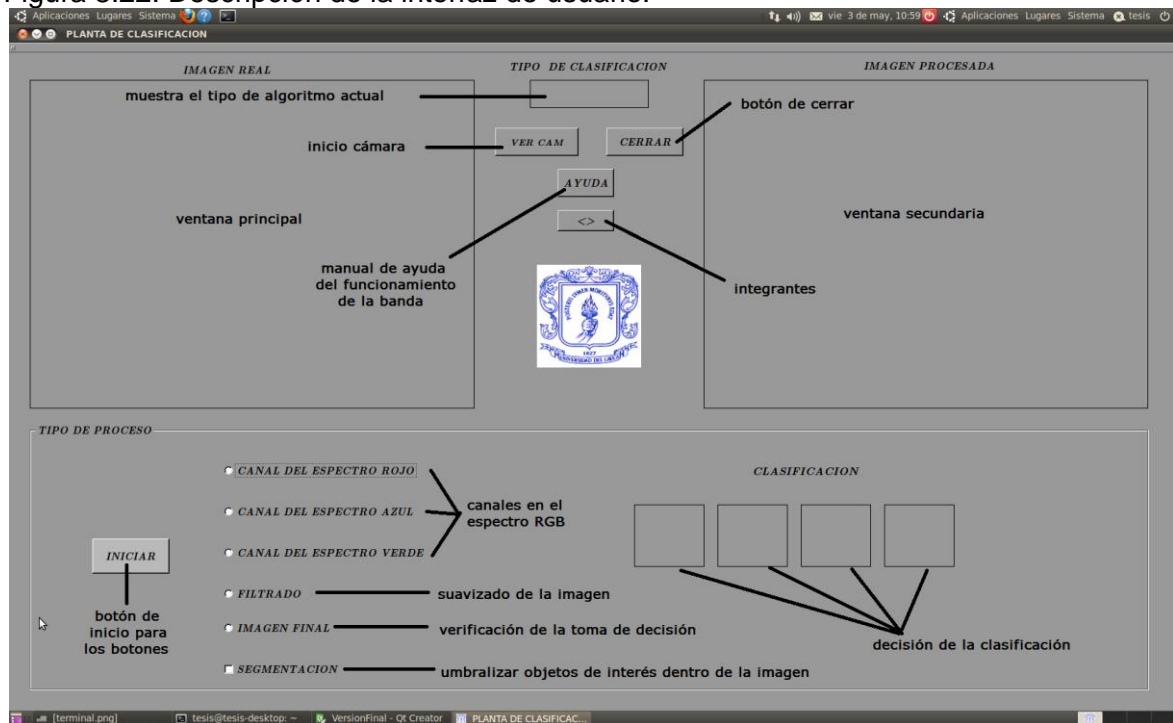 Figura 3.22. Descripción de la interfaz de usuario.
Aplicaciones Lugares Sistema
vie 3 de may, 10:59
Aplicaciones Lugares Sistema tesis
PLANTA DE CLASIFICACION
IMAGEN REAL
TIPO DE CLASIFICACION
IMAGEN PROCESADA
muestra el tipo de algoritmo actual
botón de cerrar
inicio cámara
VER CAM
CERRAR
AYUDA
ventana principal
<>
ventana secundaria
manual de ayuda
del funcionamiento
de la banda
integrantes
1827
TIPO DE PROCESO
CANAL DEL ESPECTRO ROJO
CLASIFICACION
CANAL DEL ESPECTRO AZUL
canales en el
espectro RGB
INICIAR
CANAL DEL ESPECTRO VERDE
FILTRADO
suavizado de la imagen
botón de
inicio para
los botones
IMAGEN FINAL
verificación de la toma de decisión
decisión de la clasificación
SEGMENTACION
umbralizar objetos de interés dentro de la imagen
[terminal.png]
tesis@tesis-desktop: ~
VersionFinal - Qt Creator
PLANTA DE CLASIFICAC...